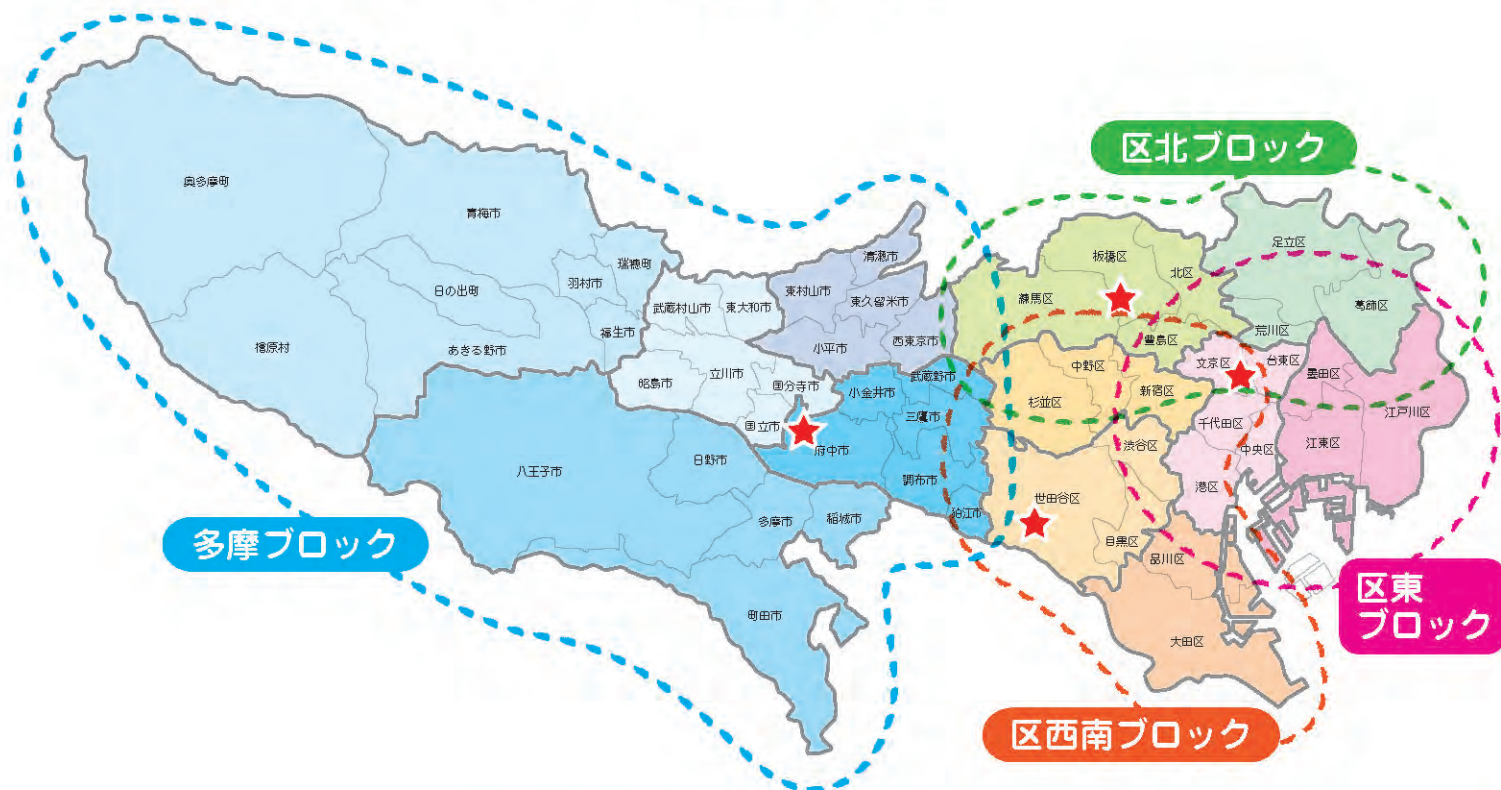 区北ブロック
奥多摩町
青梅市
足立区
清瀬市
板橋区
瑞穂町
北区
羽村市
日の出町
東村山市
東久留米市
練馬区
葛飾区
武蔵村山市
東大和市
福生市
荒川区
檜原村
あきる野市
小平市
西東京市
豊島区
文京区
台東区
昭島市
立川市
国分寺市
武蔵野市
中野区
墨田区
小金井市
杉並区
新宿区
江戸川区
三鷹市
国立市
千代田区
府中市
渋谷区
中央区
江東区
八王子市
日野市
調布市
港区
世田谷区
狛江市
多摩市
稲城市
目黒区
多摩ブロック
品川区
区東
ブロック
町田市
大田区
区西南ブロック